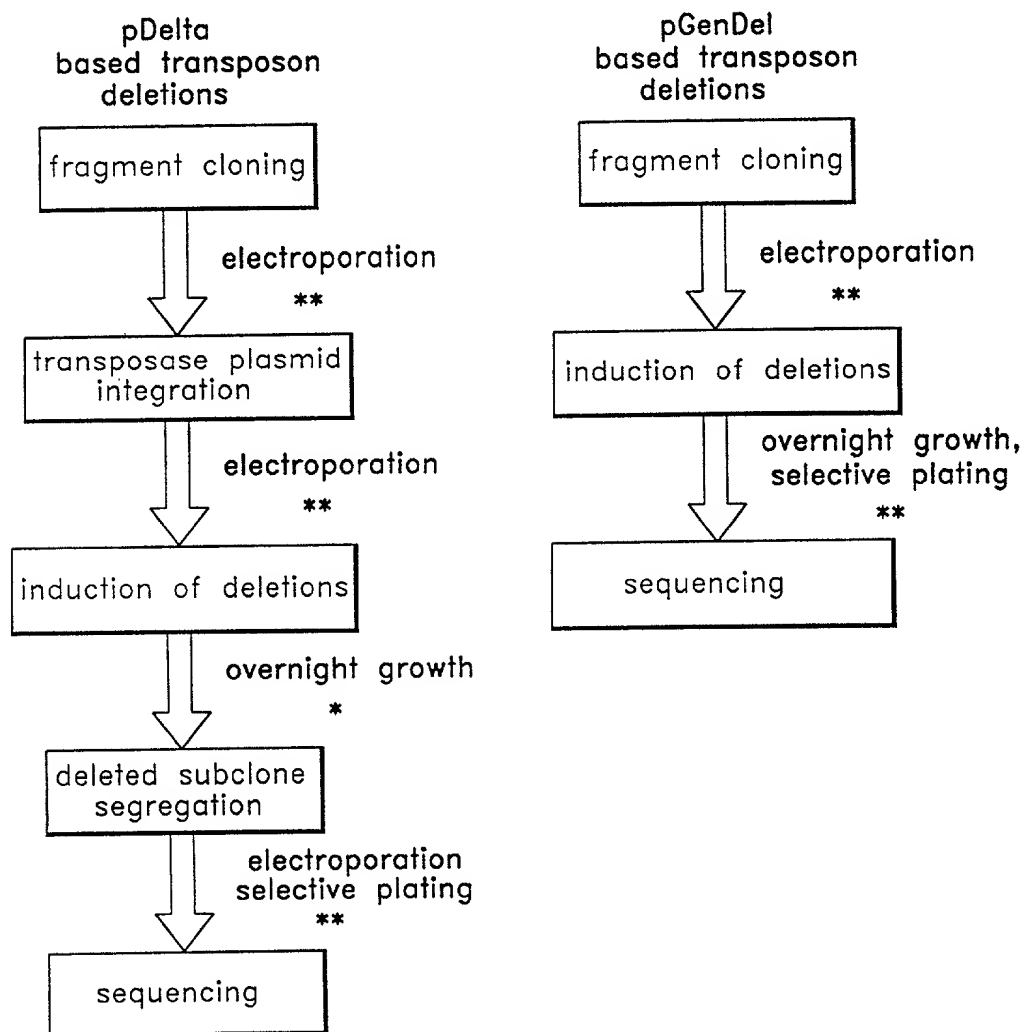 pDelta
based transposon
deletions
fragment cloning
electroporation
**
transposase plasmid
integration
electroporation
**
induction of deletions
overnight growth
*
deleted subclone
segregation
electroporation
selective plating
**
sequencing
pGenDel
based transposon
deletions
fragment cloning
electroporation
**
induction of deletions
overnight growth,
selective plating
**
sequencing